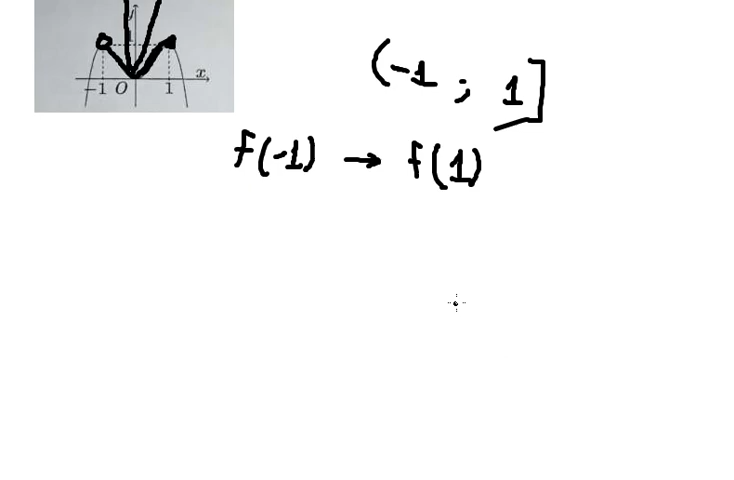 (-1 ; 1]
x
-1 O 1
f(-1) → f(1)